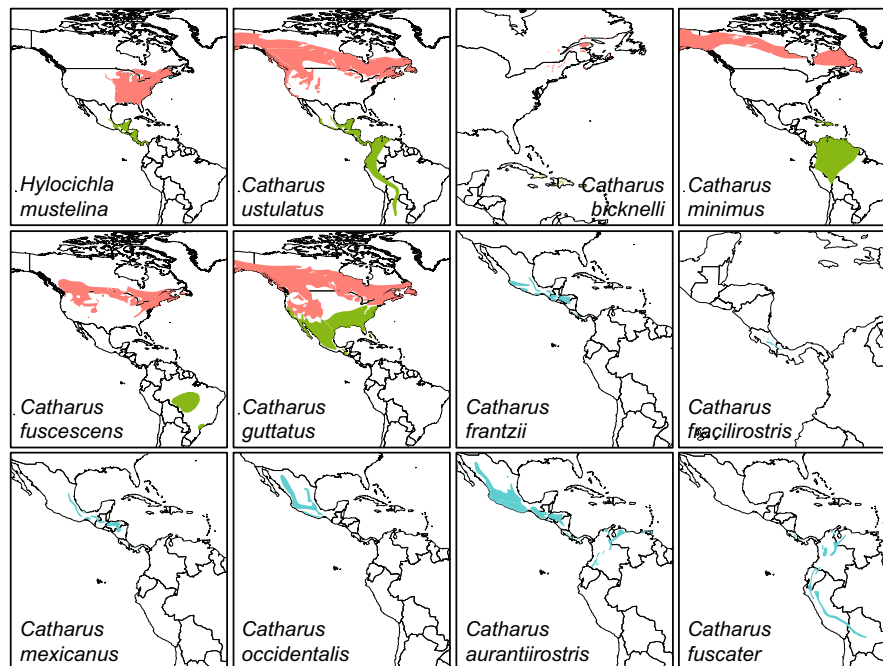 Hylocichla
mustelina
Catharus
ustulatus
Catharus
bicknelli
Catharus
minimus
Catharus
fuscescens
Catharus
guttatus
Catharus
frantzii
Catharus
fracilirostris
Catharus
mexicanus
Catharus
occidentalis
Catharus
aurantiirostris
Catharus
fuscater